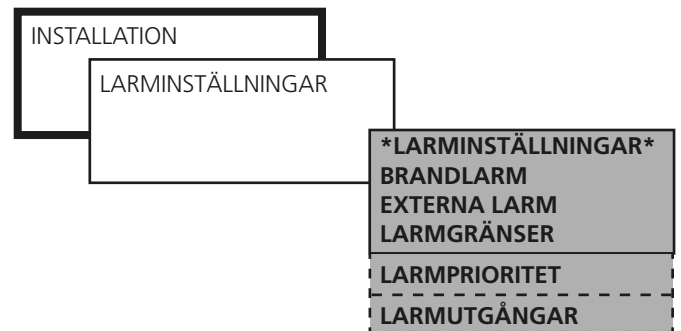 INSTALLATION
LARMINSTÄLLNINGAR
*LARMINSTÄLLNINGAR*
BRANDLARM
EXTERNA LARM
LARMGRÄNSER
LARMPRIORITET
LARMUTGÅNGAR